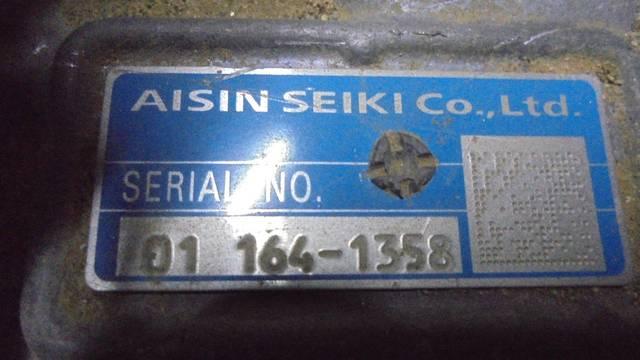 AISIN SEIKI Co.,Ltd.
SERIAL NO.
01 164-1358